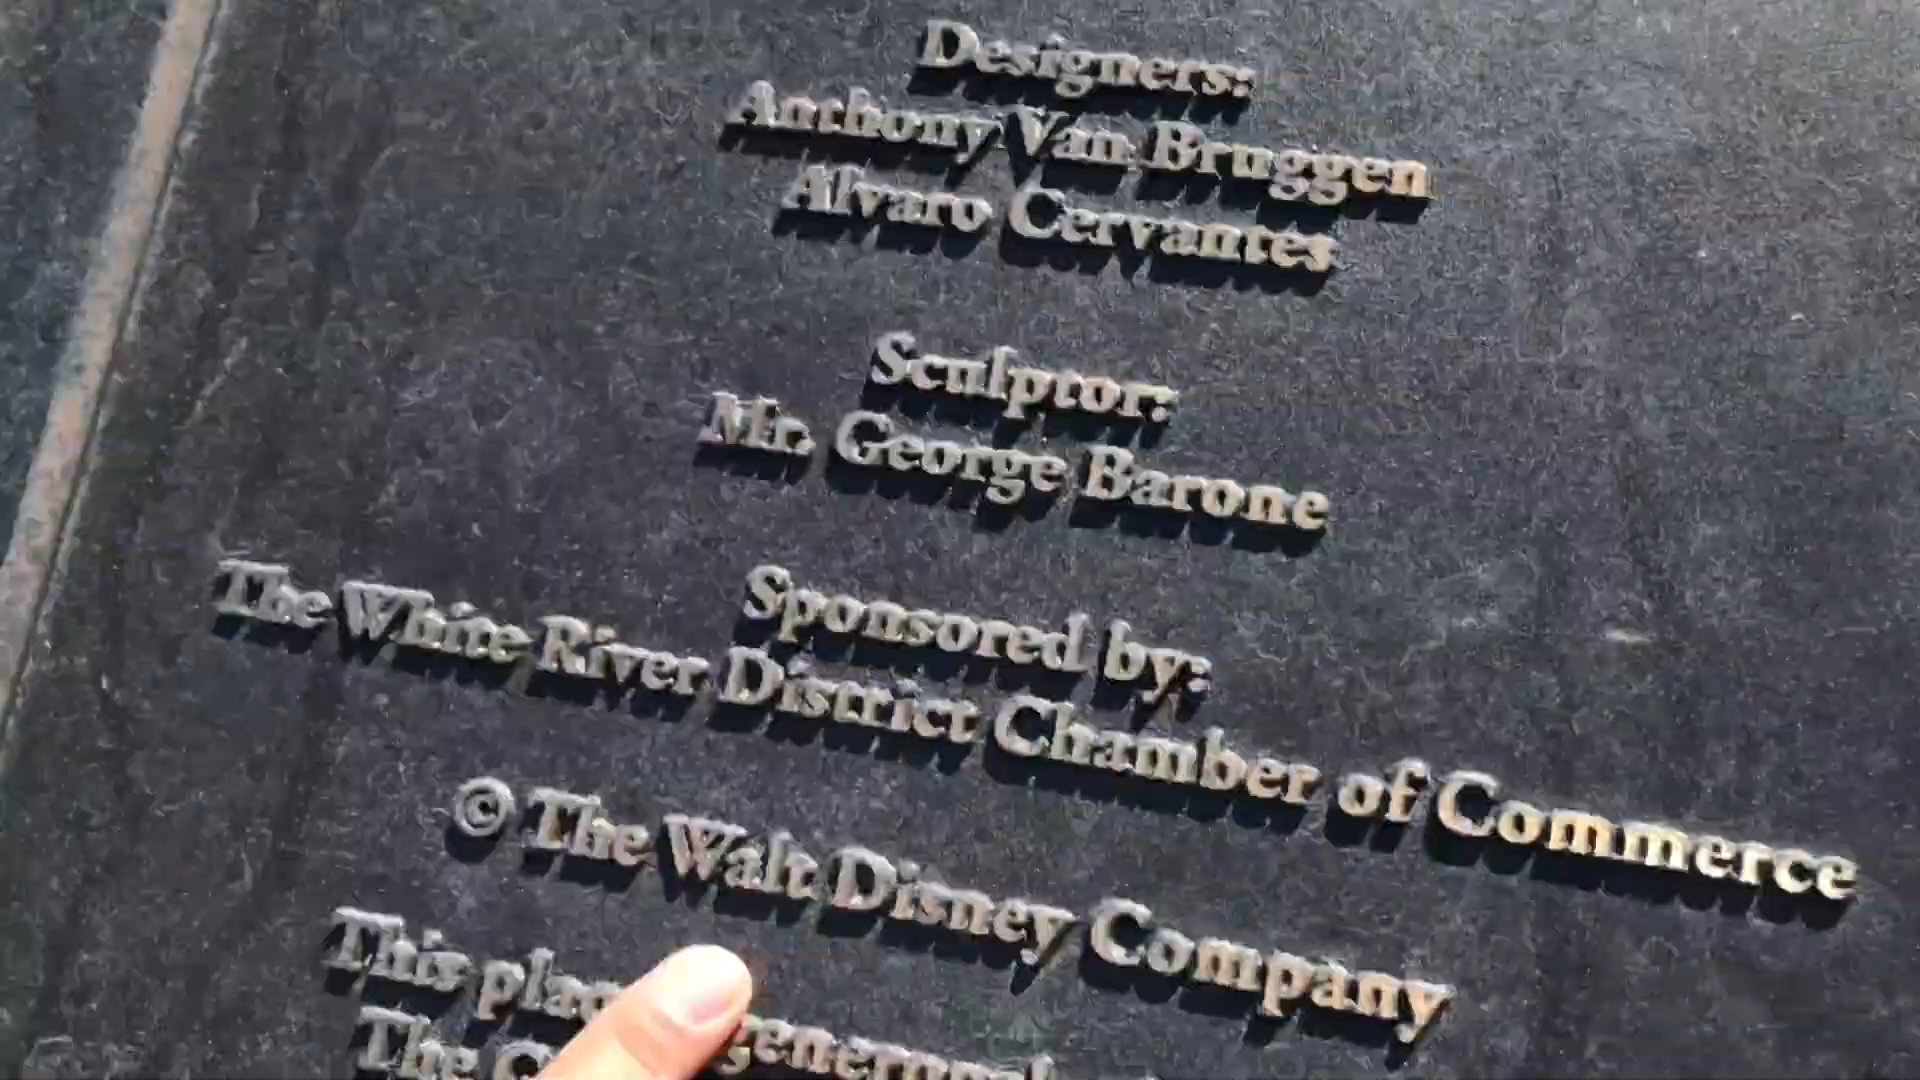 Designers:
Anthony Van Bruggen
Alvaro Cervantes
Sculptor:
Mr. George Barone
Sponsored by:
The White River District Chamber of Commerce
© The Walt Disney Company
This
The